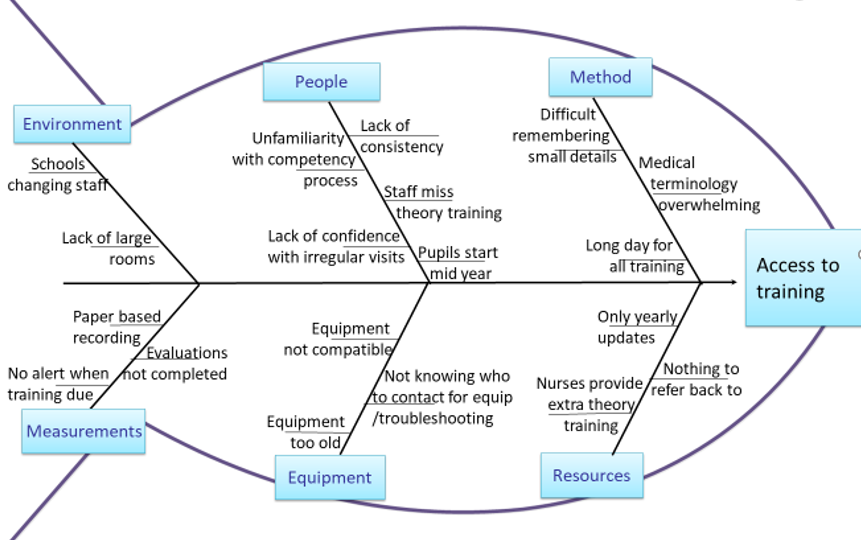 People
Method
Environment
Difficult
remembering
small details
Lack of
consistency
Unfamiliarity
with competency
process
Medical
terminology
overwhelming
Schools
changing staff
Staff miss
theory training
Lack of large
rooms
Lack of confidence
with irregular visits
Pupils start
mid year
Long day for
all training
Access to
training
Paper based
recording
Equipment
not compatible
Only yearly
updates
Evaluations
not completed
No alert when
training due
Not knowing who
to contact for equip
/troubleshooting
Nothing to
refer back to
Nurses provide
extra theory
training
Equipment
too old
Measurements
Equipment
Resources